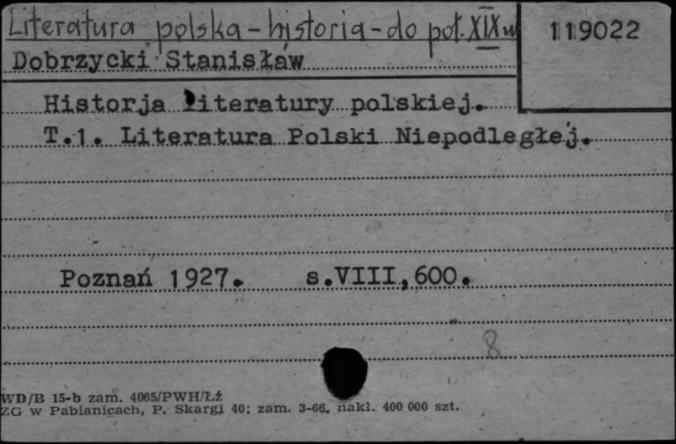 Literatura polska-historia-do poł. XIX w
119022
Dobrzycki Stanisław
Historja literatury polskiej.
T.1. Literatura Polski Niepodległej.
Poznań 1927. s.VIII,600.
8
WD/B 15-b zam. 4065/PWH/Łź
ZG w Pabianicach, P. Skargi 40; zam. 3-66, nakł. 400 000 szt.